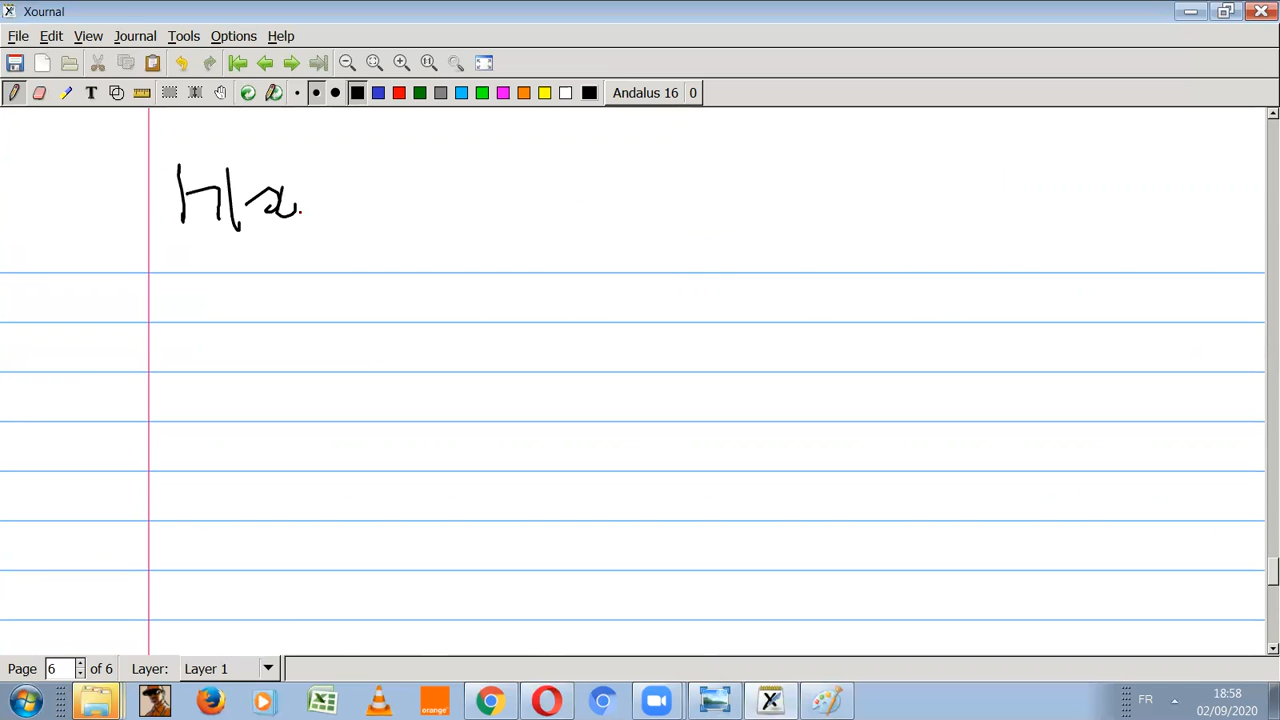 Xournal
File Edit View Journal Tools Options Help
Andalus 16 0
Page 6 of 6 Layer: Layer 1
FR 18:58
02/09/2020